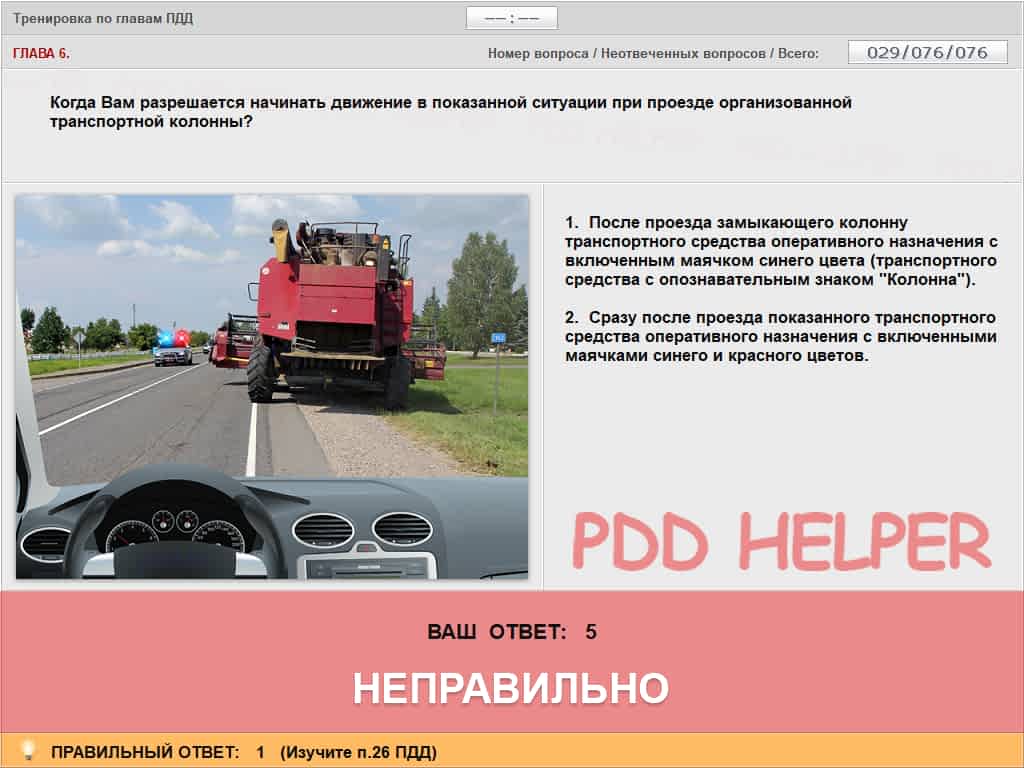 Тренировка по главам ПДД
—— : ——
ГЛАВА 6.
Номер вопроса / Неотвеченных вопросов / Всего:
029/076/076
Когда Вам разрешается начинать движение в показанной ситуации при проезде организованной
транспортной колонны?
1. После проезда замыкающего колонну
транспортного средства оперативного назначения с
включенным маячком синего цвета (транспортного
средства с опознавательным знаком "Колонна").
2. Сразу после проезда показанного транспортного
средства оперативного назначения с включенными
маячками синего и красного цветов.
PDD HELPER
ВАШ ОТВЕТ: 5
НЕПРАВИЛЬНО
ПРАВИЛЬНЫЙ ОТВЕТ: 1 (Изучите п.26 ПДД)